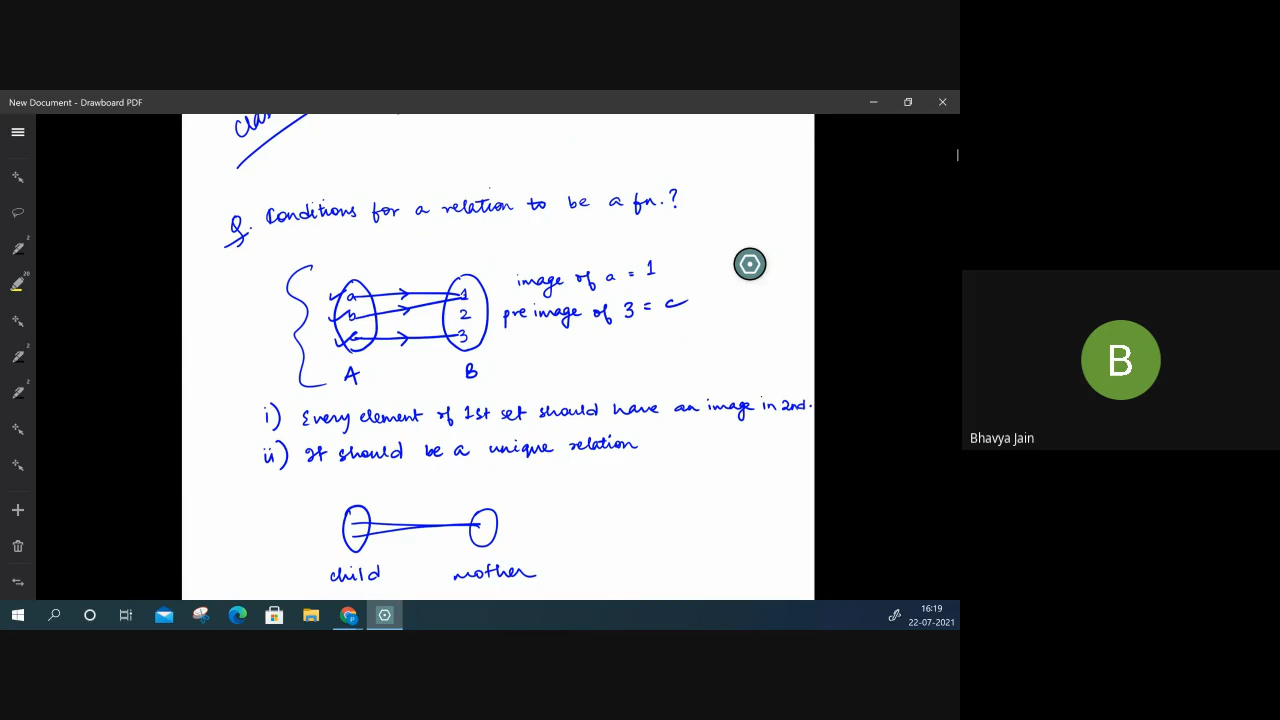 New Document - Drawboard PDF
Q. Conditions for a relation to be a fn.?
a 1
b 2
c 3
A B
image of a = 1
pre image of 3 = c
i) Every element of 1st set should have an image in 2nd.
ii) It should be a unique relation
child mother
B
Bhavya Jain
16:19
22-07-2021